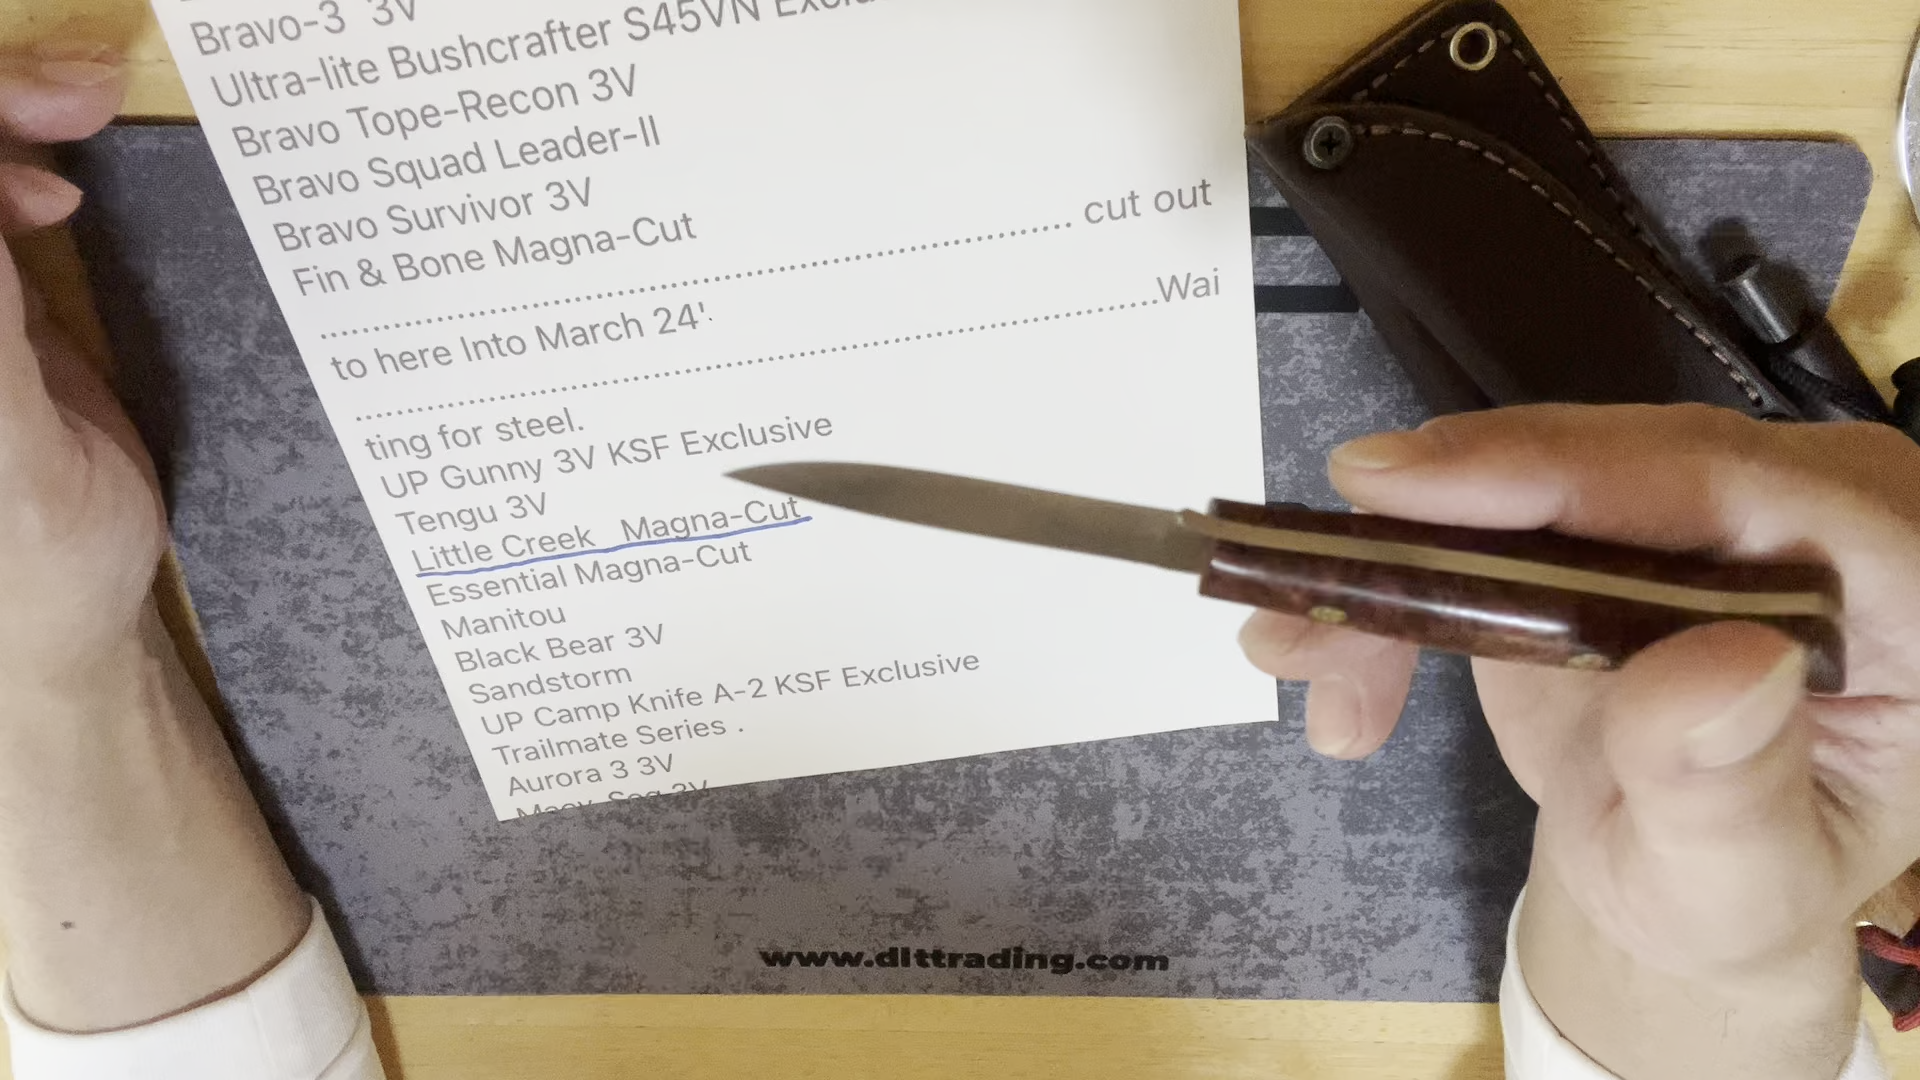 Bravo-3 3V
Ultra-lite Bushcrafter S45VN
Bravo Tope-Recon 3V
Bravo Squad Leader-II
Bravo Survivor 3V
Fin & Bone Magna-Cut
........................................................................ cut out
to here Into March 24'.
........................................................................Wai
ting for steel.
UP Gunny 3V KSF Exclusive
Tengu 3V
Little Creek Magna-Cut
Essential Magna-Cut
Manitou
Black Bear 3V
Sandstorm
UP Camp Knife A-2 KSF Exclusive
Trailmate Series .
Aurora 3 3V
www.dlttrading.com